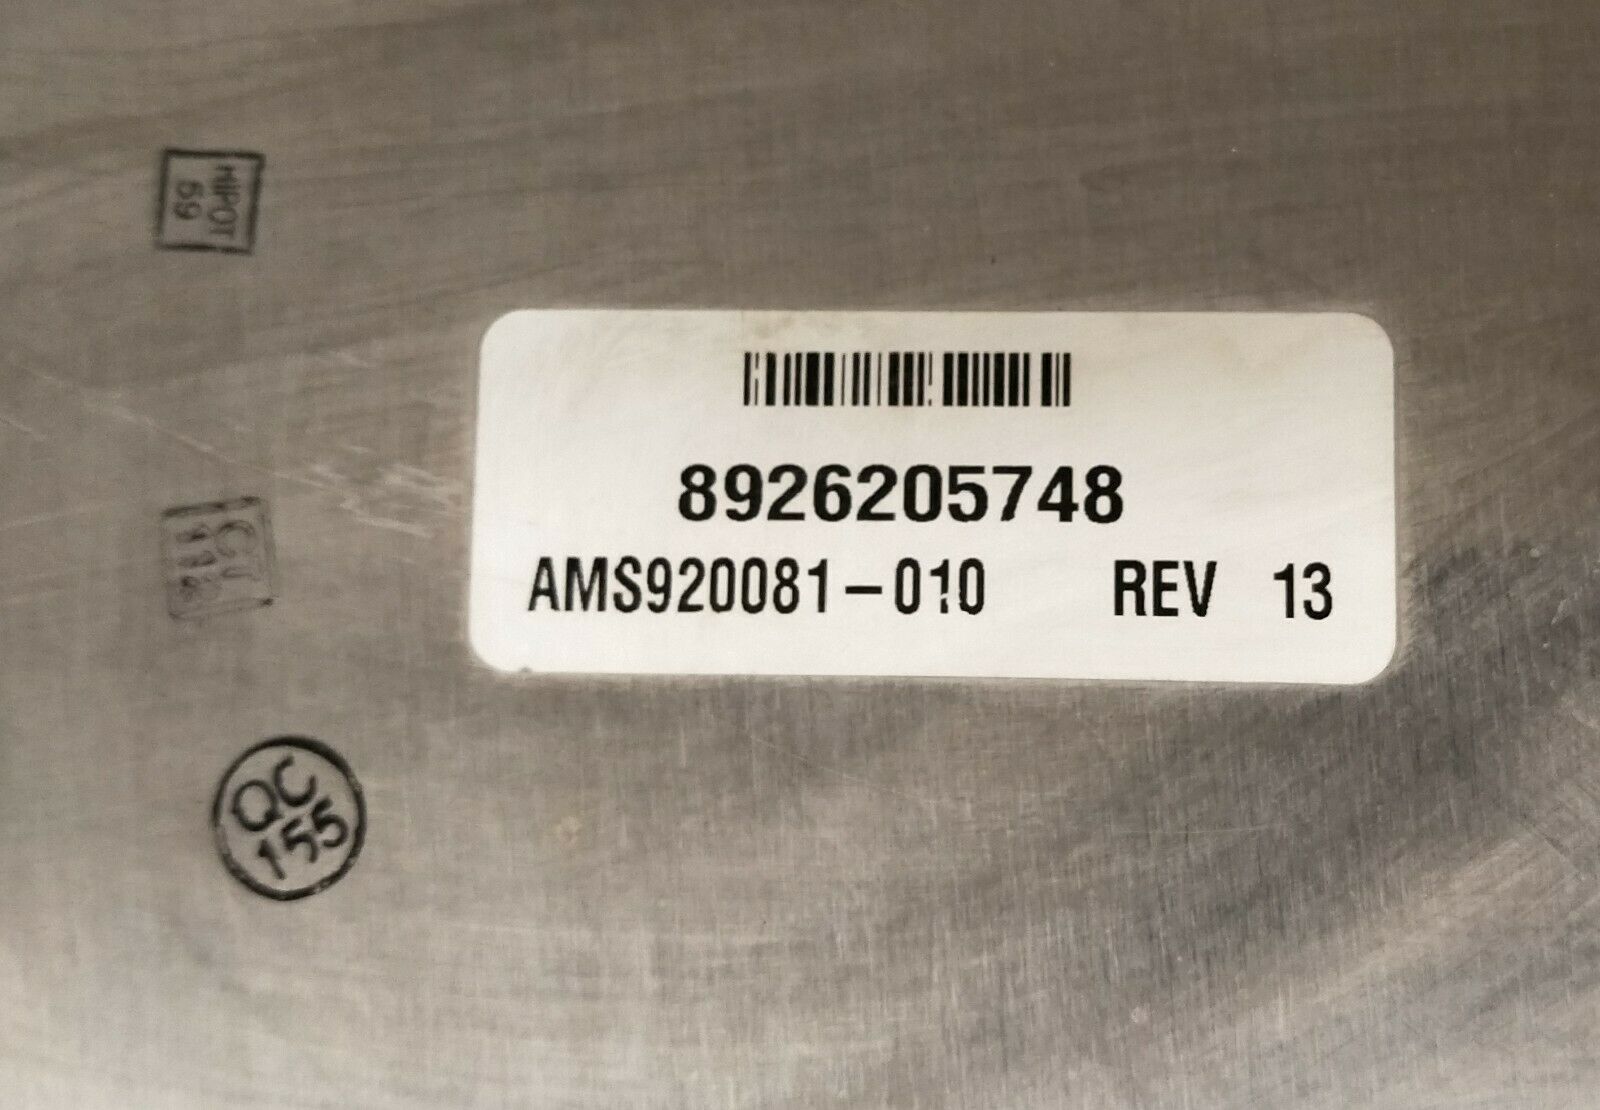 HIPOT
59
8926205748
AMS920081-010 REV 13
QC
155